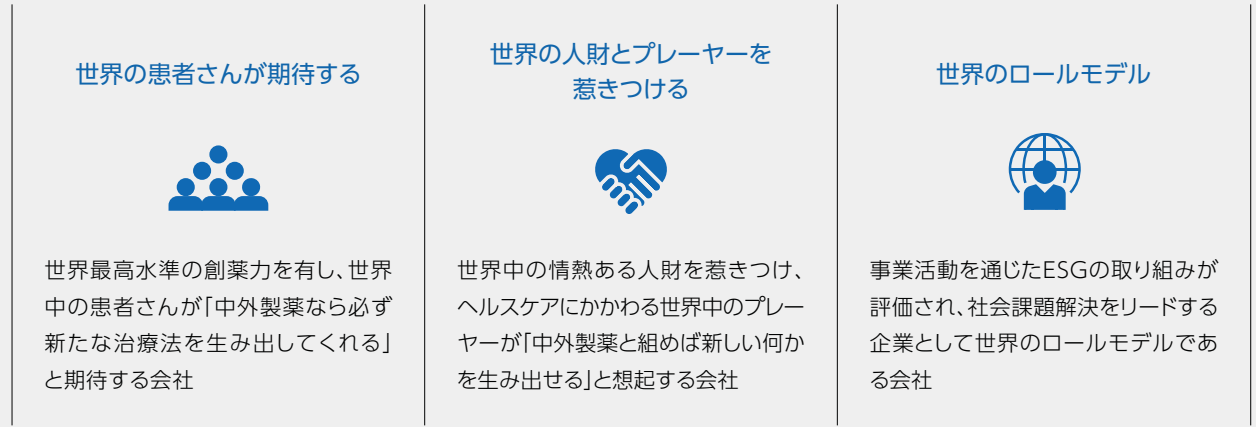 世界の患者さんが期待する
世界最高水準の創薬力を有し、世界
中の患者さんが「中外製薬なら必ず
新たな治療法を生み出してくれる」
と期待する会社
世界の人財とプレーヤーを
惹きつける
世界中の情熱ある人財を惹きつけ、
ヘルスケアにかかわる世界中のプレー
ヤーが「中外製薬と組めば新しい何か
を生み出せる」と想起する会社
世界のロールモデル
事業活動を通じたESGの取り組みが
評価され、社会課題解決をリードする
企業として世界のロールモデルであ
る会社